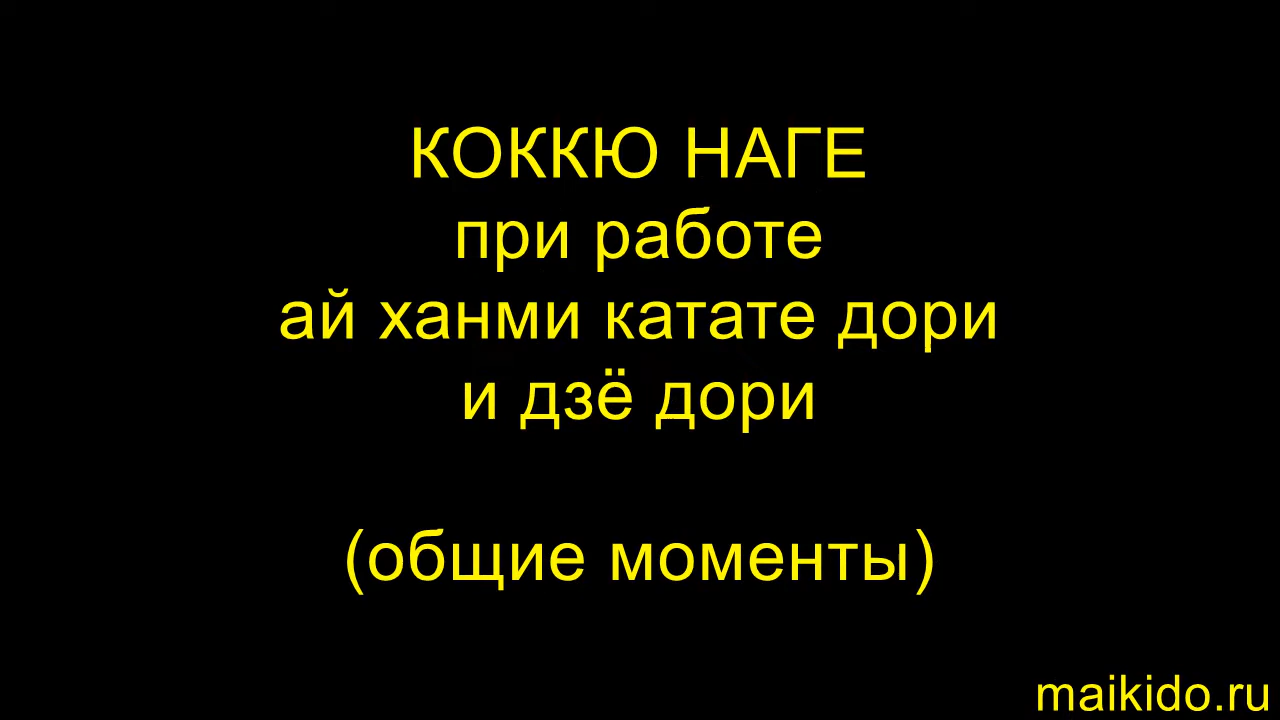 КОККЮ НАГЕ
при работе
ай ханми катате дори
и дзё дори
(общие моменты)
maikido.ru